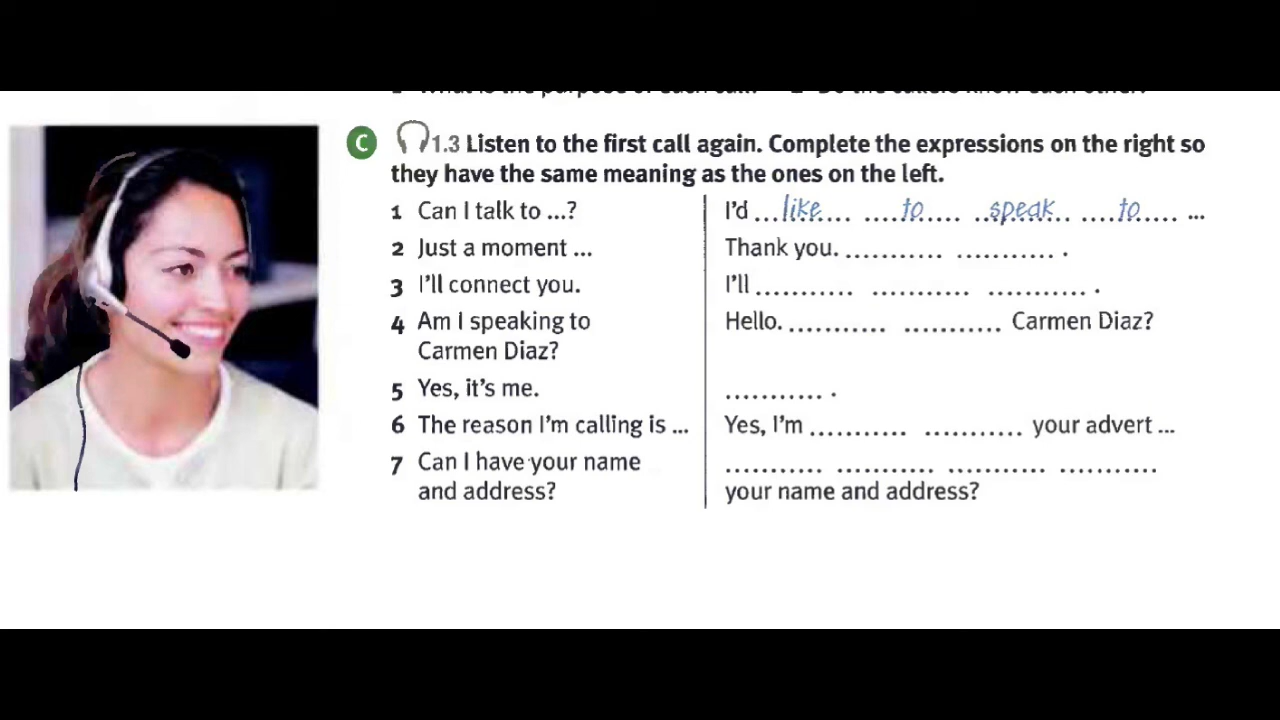 C 1.3 Listen to the first call again. Complete the expressions on the right so
they have the same meaning as the ones on the left.
1 Can I talk to ...? I'd ...like.... ....to..... ..speak.. ....to..... ...
2 Just a moment ... Thank you. ........... ........... .
3 I'll connect you. I'll ........... ........... ........... .
4 Am I speaking to Hello. ........... ........... Carmen Diaz?
Carmen Diaz?
5 Yes, it's me. ........... .
6 The reason I'm calling is ... Yes, I'm ........... ........... your advert ...
7 Can I have your name ........... ........... ........... ...........
and address? your name and address?